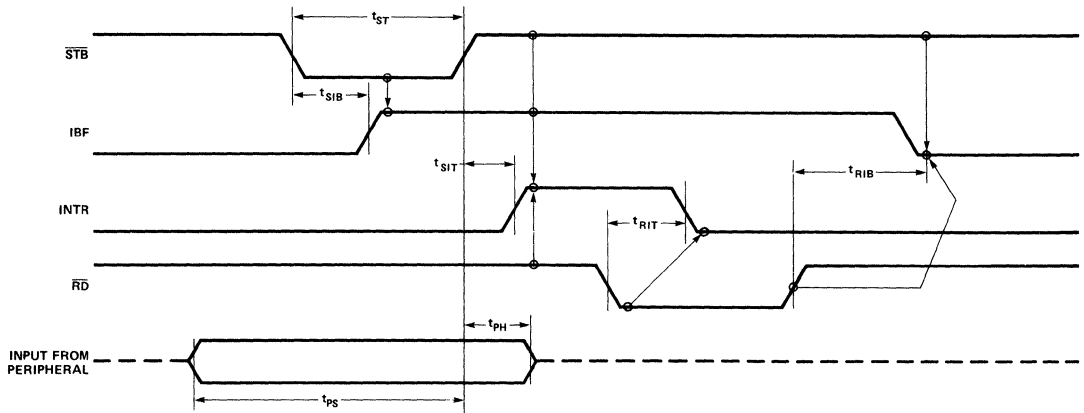 tST
STB
tSIB
IBF
tSIT
tRIB
INTR
tRIT
RD
tPH
INPUT FROM
PERIPHERAL
tPS